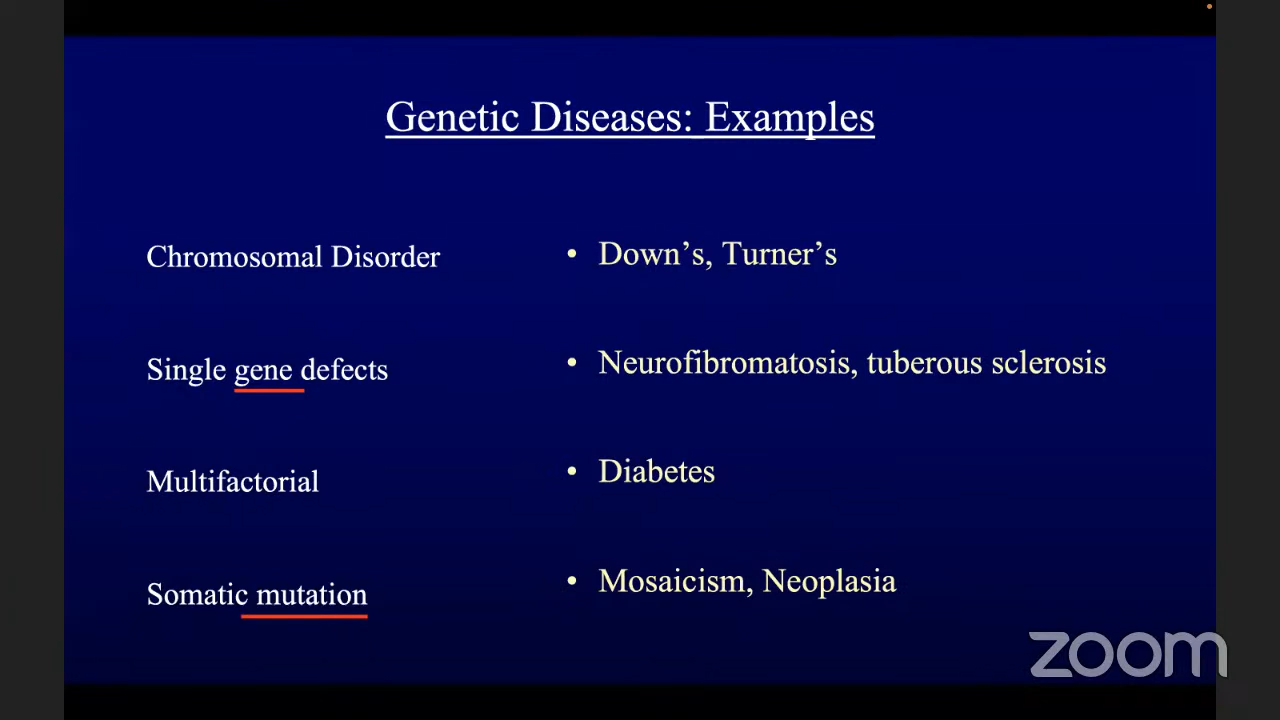 Genetic Diseases: Examples
Chromosomal Disorder
• Down’s, Turner’s
Single gene defects
• Neurofibromatosis, tuberous sclerosis
Multifactorial
• Diabetes
Somatic mutation
• Mosaicism, Neoplasia
zoom